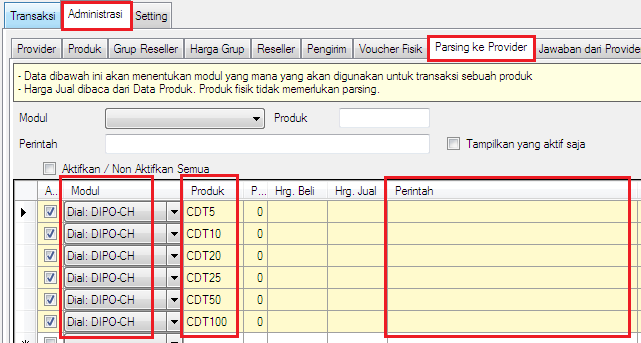 Transaksi Administrasi Setting
Provider Produk Grup Reseller Harga Grup Reseller Pengirim Voucher Fisik Parsing ke Provider Jawaban dari Provide
- Data dibawah ini akan menentukan modul yang mana yang akan digunakan untuk transaksi sebuah produk
- Harga Jual dibaca dari Data Produk. Produk fisik tidak memerlukan parsing.
Modul Produk
Perintah Tampilkan yang aktif saja
Aktifkan / Non Aktifkan Semua
A... Modul Produk P... Hrg. Beli Hrg. Jual Perintah
Dial: DIPO-CH CDT5 0
Dial: DIPO-CH CDT10 0
Dial: DIPO-CH CDT20 0
Dial: DIPO-CH CDT25 0
Dial: DIPO-CH CDT50 0
Dial: DIPO-CH CDT100 0